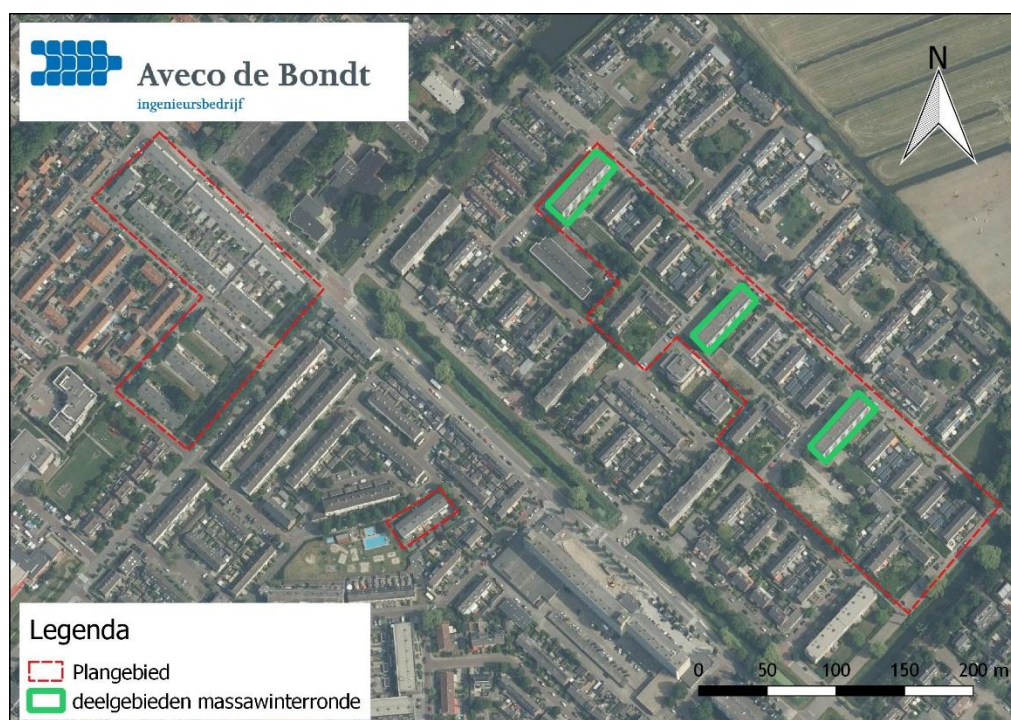 Aveco de Bondt
ingenieursbedrijf
N
Legenda
Plangebied
deelgebieden massawinterronde
0 50 100 150 200 m